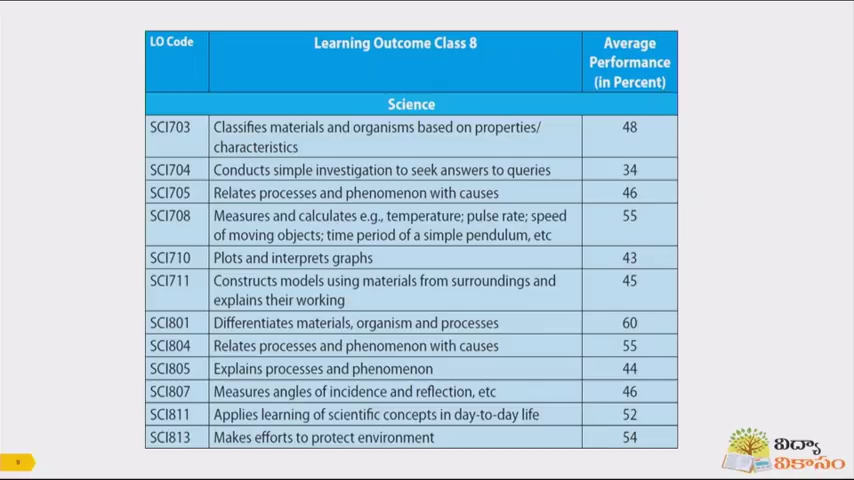 LO Code Learning Outcome Class 8 Average
Performance
(in Percent)
Science
SCI703 Classifies materials and organisms based on properties/ 48
characteristics
SCI704 Conducts simple investigation to seek answers to queries 34
SCI705 Relates processes and phenomenon with causes 46
SCI708 Measures and calculates e.g., temperature; pulse rate; speed 55
of moving objects; time period of a simple pendulum, etc
SCI710 Plots and interprets graphs 43
SCI711 Constructs models using materials from surroundings and 45
explains their working
SCI801 Differentiates materials, organism and processes 60
SCI804 Relates processes and phenomenon with causes 55
SCI805 Explains processes and phenomenon 44
SCI807 Measures angles of incidence and reflection, etc 46
SCI811 Applies learning of scientific concepts in day-to-day life 52
SCI813 Makes efforts to protect environment 54
9
విద్యా
వికాసం